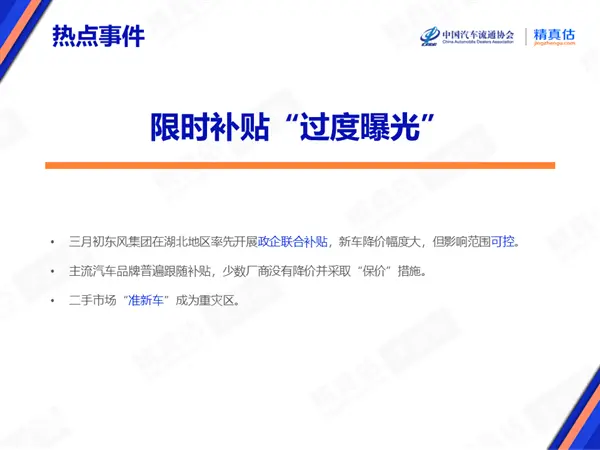 热点事件
中国汽车流通协会
China Automobile Dealers Association
精真估
jingzhengu.com
限时补贴“过度曝光”
• 三月初东风集团在湖北地区率先开展政企联合补贴，新车降价幅度大，但影响范围可控。
• 主流汽车品牌普遍跟随补贴，少数厂商没有降价并采取“保价”措施。
• 二手市场“准新车”成为重灾区。